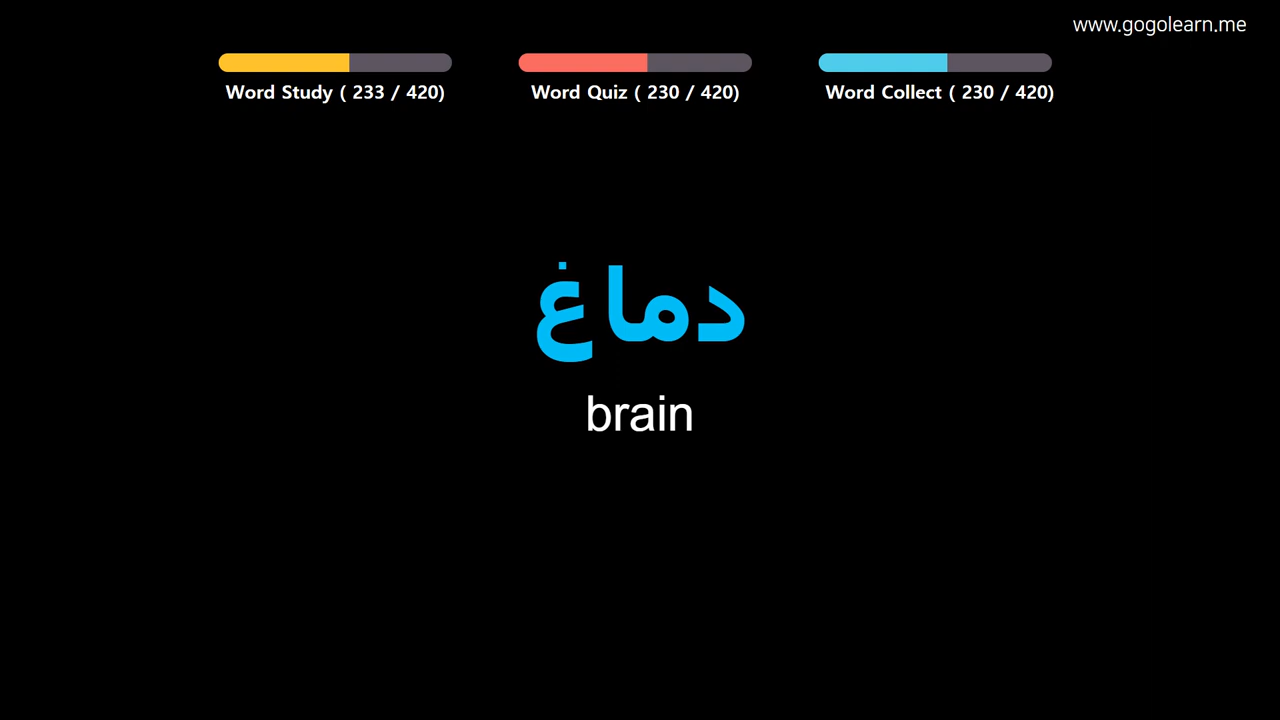 www.gogolearn.me
Word Study ( 233 / 420)
Word Quiz ( 230 / 420)
Word Collect ( 230 / 420)
دماغ
brain